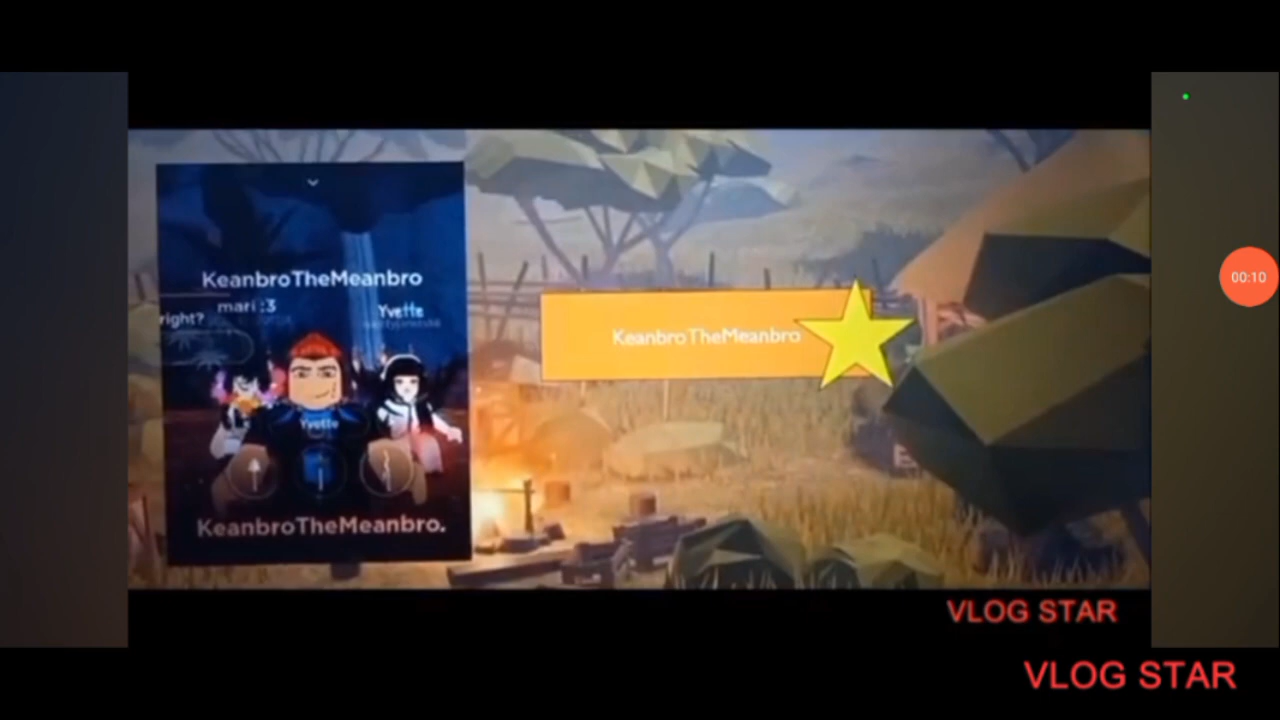 KeanbroTheMeanbro
mari :3
Yvette
right?
Yvette
KeanbroTheMeanbro.
KeanbroTheMeanbro
VLOG STAR
VLOG STAR
00:10